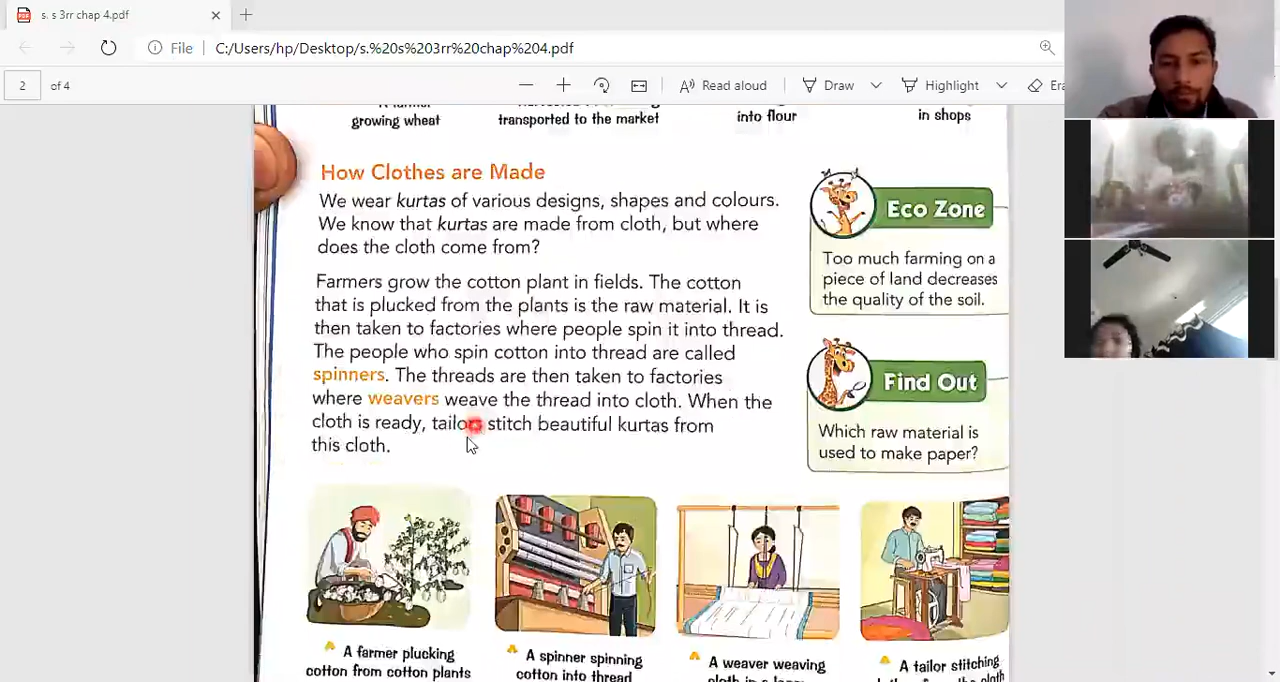 s. s 3rr chap 4.pdf
File
C:/Users/hp/Desktop/s.%20s%203rr%20chap%204.pdf
2 of 4
Read aloud
Draw
Highlight
growing wheat
transported to the market
into flour
in shops
How Clothes are Made
We wear kurtas of various designs, shapes and colours.
We know that kurtas are made from cloth, but where
does the cloth come from?
Farmers grow the cotton plant in fields. The cotton
that is plucked from the plants is the raw material. It is
then taken to factories where people spin it into thread.
The people who spin cotton into thread are called
spinners. The threads are then taken to factories
where weavers weave the thread into cloth. When the
cloth is ready, tailors stitch beautiful kurtas from
this cloth.
Eco Zone
Too much farming on a
piece of land decreases
the quality of the soil.
Find Out
Which raw material is
used to make paper?
A farmer plucking
cotton from cotton plants
A spinner spinning
cotton into thread
A weaver weaving
A tailor stitching